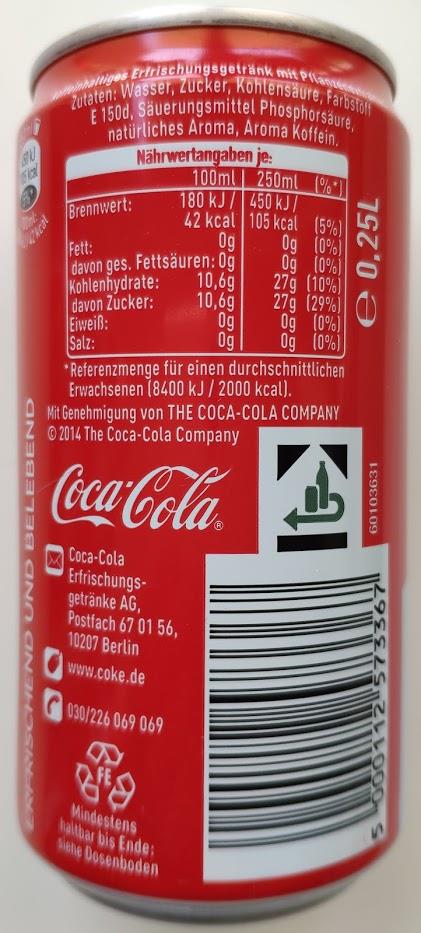 koffeinhaltiges Erfrischungsgetränk mit
Zutaten: Wasser, Zucker, Kohlensäure, Farbstoff
E 150d, Säuerungsmittel Phosphorsäure,
natürliches Aroma, Aroma Koffein.
Nährwertangaben je:
100ml 250ml (%*)
Brennwert: 180 kJ / 450 kJ /
42 kcal 105 kcal (5%)
Fett: 0g 0g (0%)
davon ges. Fettsäuren: 0g 0g (0%)
Kohlenhydrate: 10,6g 27g (10%)
davon Zucker: 10,6g 27g (29%)
Eiweiß: 0g 0g (0%)
Salz: 0g 0g (0%)
*Referenzmenge für einen durchschnittlichen
Erwachsenen (8400 kJ / 2000 kcal).
Mit Genehmigung von THE COCA-COLA COMPANY
© 2014 The Coca-Cola Company
℮ 0,25L
Coca-Cola®
60103631
Coca-Cola
Erfrischungs-
getränke AG,
Postfach 67 01 56,
10207 Berlin
www.coke.de
030/226 069 069
FE
Mindestens
haltbar bis Ende:
siehe Dosenboden
ERFRISCHEND UND BELEBEND
5 000112 573367